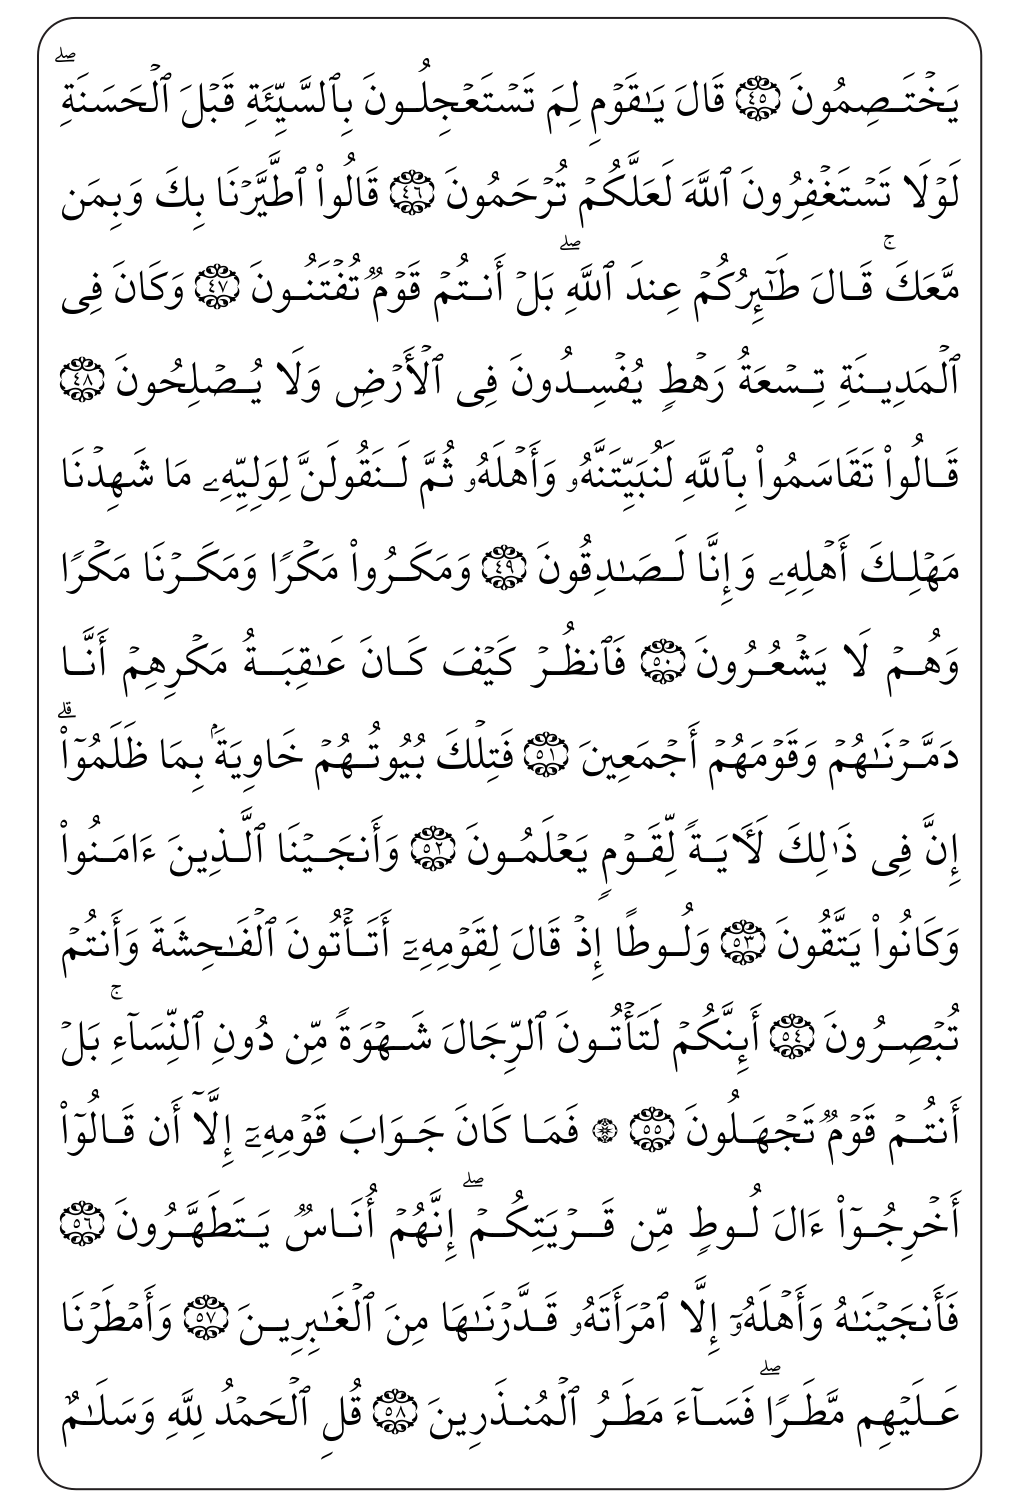 يَخْتَصِمُونَ ۝٤٥ قَالَ يَـٰقَوْمِ لِمَ تَسْتَعْجِلُونَ بِٱلسَّيِّئَةِ قَبْلَ ٱلْحَسَنَةِ ۖ
لَوْلَا تَسْتَغْفِرُونَ ٱللَّهَ لَعَلَّكُمْ تُرْحَمُونَ ۝٤٦ قَالُوا۟ ٱطَّيَّرْنَا بِكَ وَبِمَن
مَّعَكَ ۚ قَالَ طَـٰٓئِرُكُمْ عِندَ ٱللَّهِ ۖ بَلْ أَنتُمْ قَوْمٌ تُفْتَنُونَ ۝٤٧ وَكَانَ فِى
ٱلْمَدِينَةِ تِسْعَةُ رَهْطٍ يُفْسِدُونَ فِى ٱلْأَرْضِ وَلَا يُصْلِحُونَ ۝٤٨
قَالُوا۟ تَقَاسَمُوا۟ بِٱللَّهِ لَنُبَيِّتَنَّهُۥ وَأَهْلَهُۥ ثُمَّ لَنَقُولَنَّ لِوَلِيِّهِۦ مَا شَهِدْنَا
مَهْلِكَ أَهْلِهِۦ وَإِنَّا لَصَـٰدِقُونَ ۝٤٩ وَمَكَرُوا۟ مَكْرًا وَمَكَرْنَا مَكْرًا
وَهُمْ لَا يَشْعُرُونَ ۝٥٠ فَٱنظُرْ كَيْفَ كَانَ عَـٰقِبَةُ مَكْرِهِمْ أَنَّا
دَمَّرْنَـٰهُمْ وَقَوْمَهُمْ أَجْمَعِينَ ۝٥١ فَتِلْكَ بُيُوتُهُمْ خَاوِيَةًۢ بِمَا ظَلَمُوٓا۟ ۗ
إِنَّ فِى ذَٰلِكَ لَـَٔايَةً لِّقَوْمٍ يَعْلَمُونَ ۝٥٢ وَأَنجَيْنَا ٱلَّذِينَ ءَامَنُوا۟
وَكَانُوا۟ يَتَّقُونَ ۝٥٣ وَلُوطًا إِذْ قَالَ لِقَوْمِهِۦٓ أَتَأْتُونَ ٱلْفَـٰحِشَةَ وَأَنتُمْ
تُبْصِرُونَ ۝٥٤ أَئِنَّكُمْ لَتَأْتُونَ ٱلرِّجَالَ شَهْوَةً مِّن دُونِ ٱلنِّسَآءِ ۚ بَلْ
أَنتُمْ قَوْمٌ تَجْهَلُونَ ۝٥٥ ۞ فَمَا كَانَ جَوَابَ قَوْمِهِۦٓ إِلَّآ أَن قَالُوٓا۟
أَخْرِجُوٓا۟ ءَالَ لُوطٍ مِّن قَرْيَتِكُمْ ۖ إِنَّهُمْ أُنَاسٌ يَتَطَهَّرُونَ ۝٥٦
فَأَنجَيْنَـٰهُ وَأَهْلَهُۥٓ إِلَّا ٱمْرَأَتَهُۥ قَدَّرْنَـٰهَا مِنَ ٱلْغَـٰبِرِينَ ۝٥٧ وَأَمْطَرْنَا
عَلَيْهِم مَّطَرًا ۖ فَسَآءَ مَطَرُ ٱلْمُنذَرِينَ ۝٥٨ قُلِ ٱلْحَمْدُ لِلَّهِ وَسَلَـٰمٌ